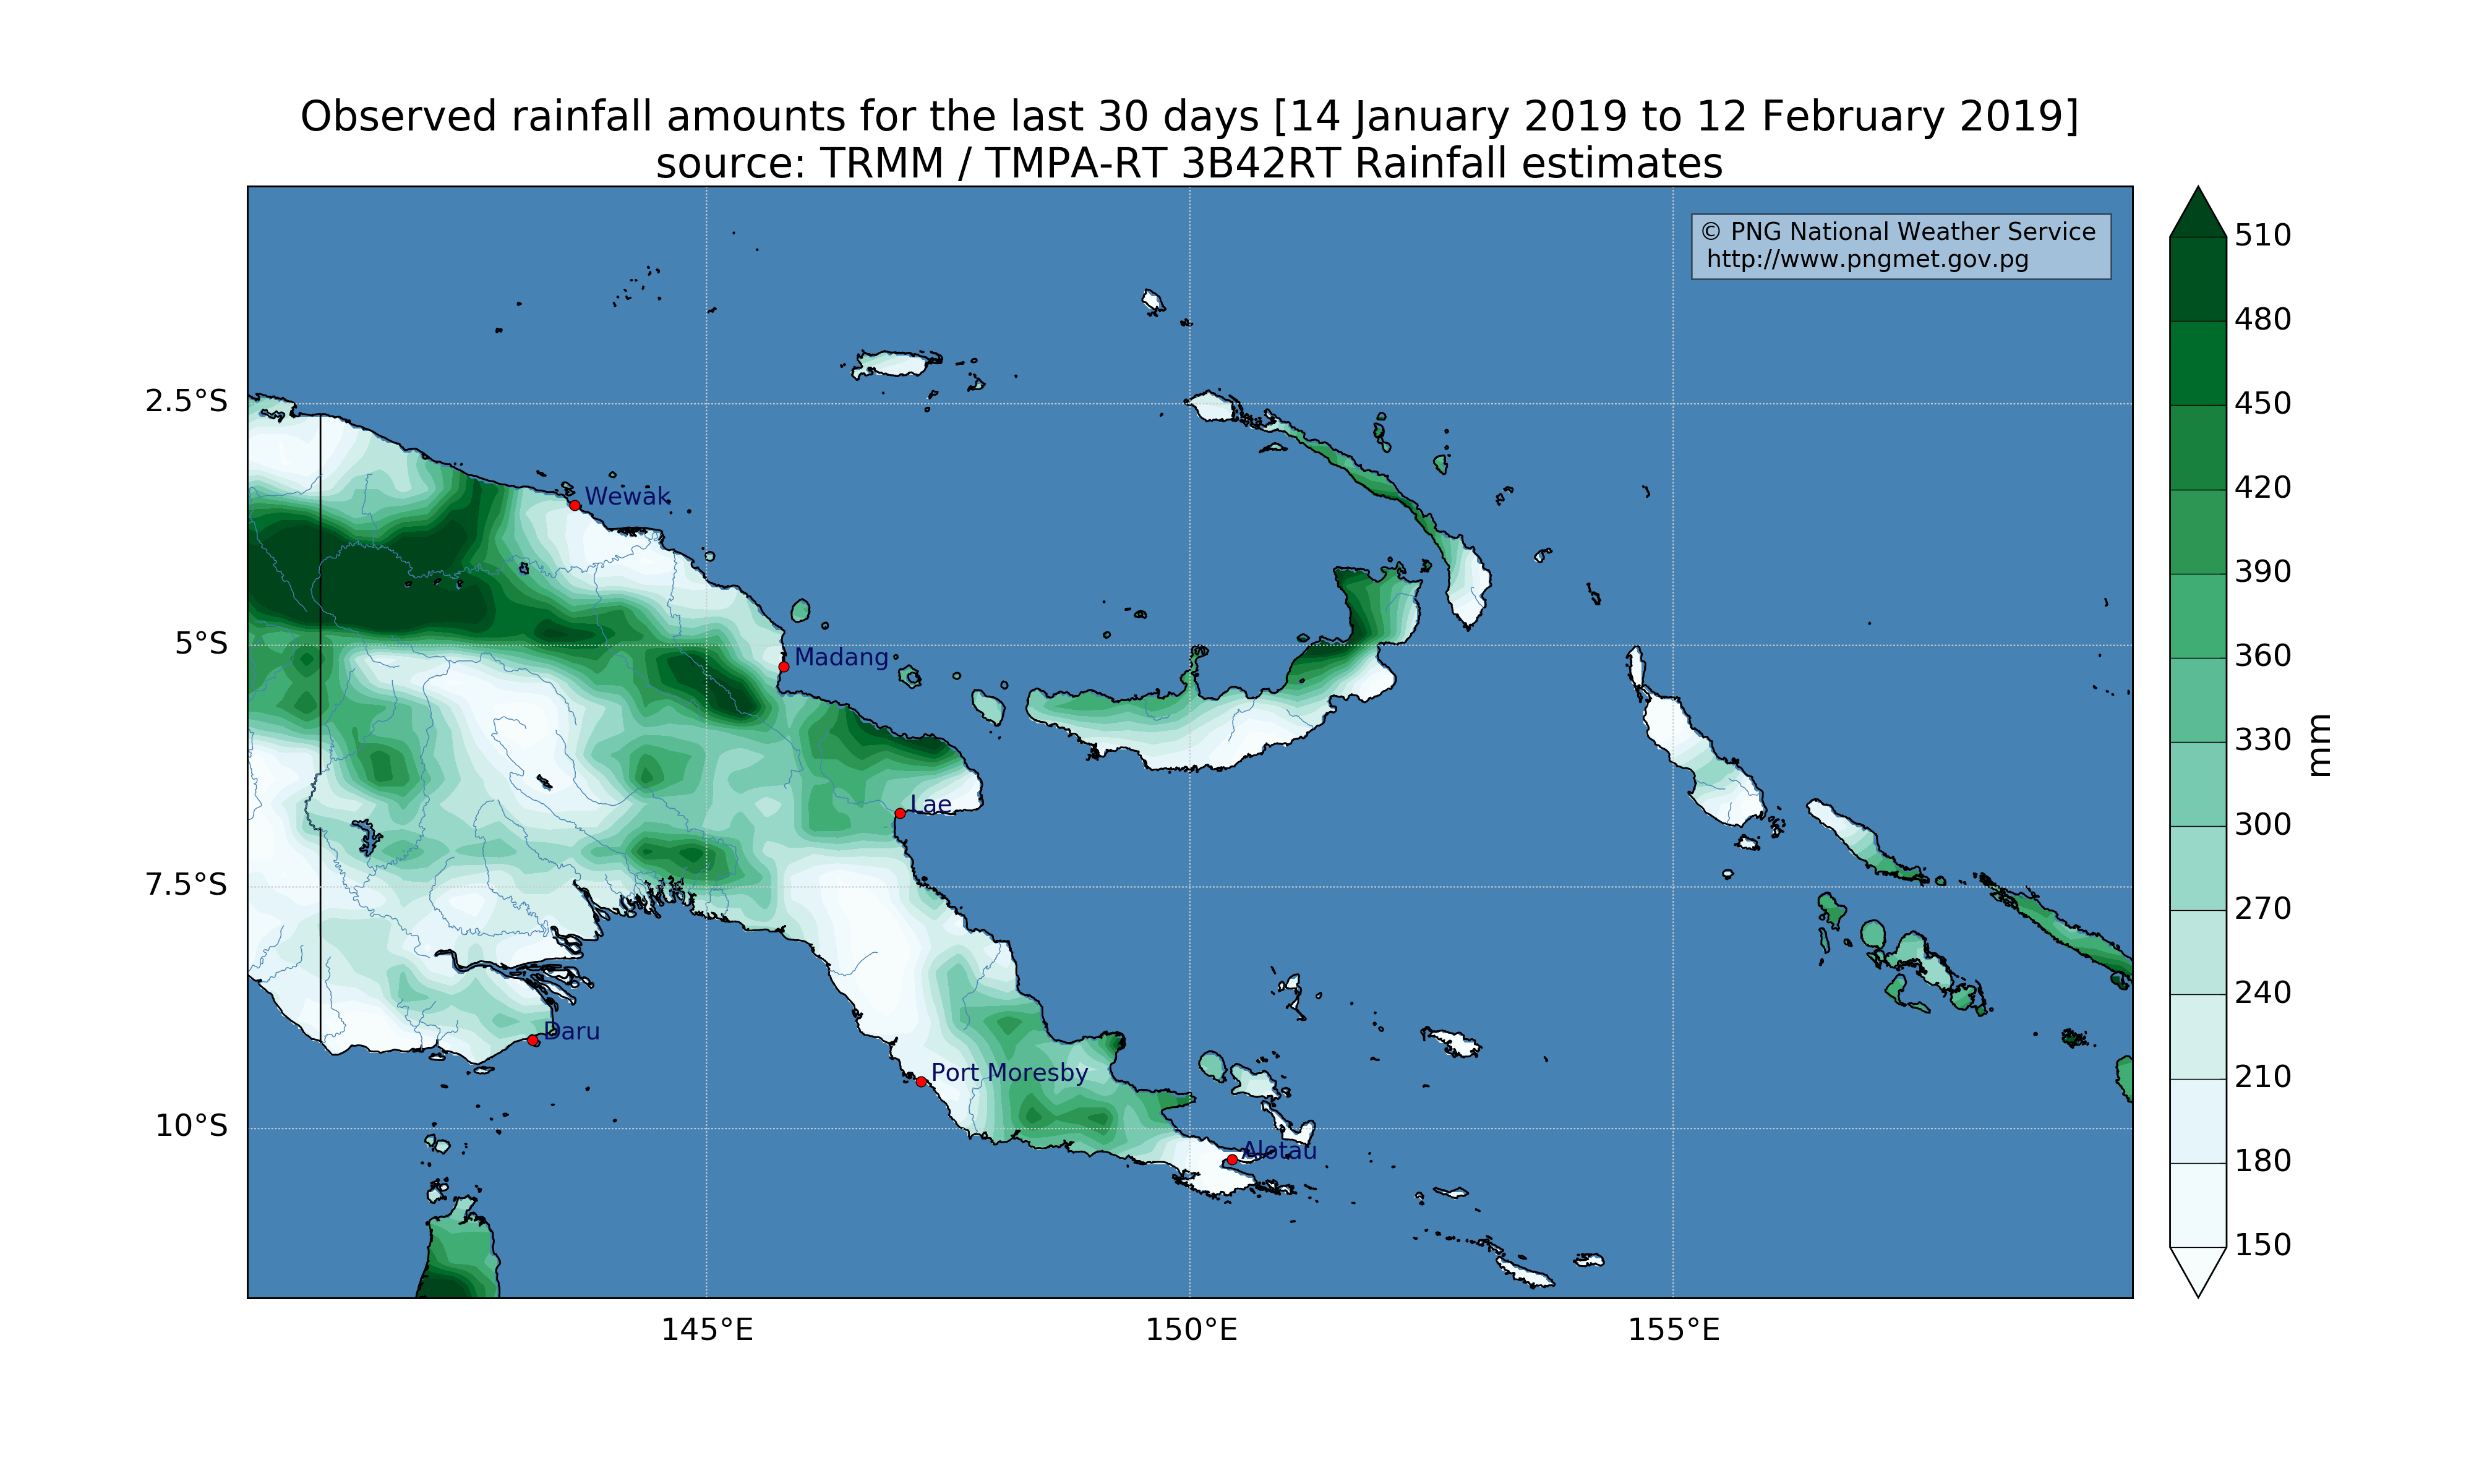 Observed rainfall amounts for the last 30 days [14 January 2019 to 12 February 2019]
source: TRMM / TMPA-RT 3B42RT Rainfall estimates
© PNG National Weather Service
http://www.pngmet.gov.pg
510
480
450
420
390
360
330
300
270
240
210
180
150
mm
2.5°S
5°S
7.5°S
10°S
Wewak
Madang
Lae
Daru
Port Moresby
Alotau
145°E
150°E
155°E